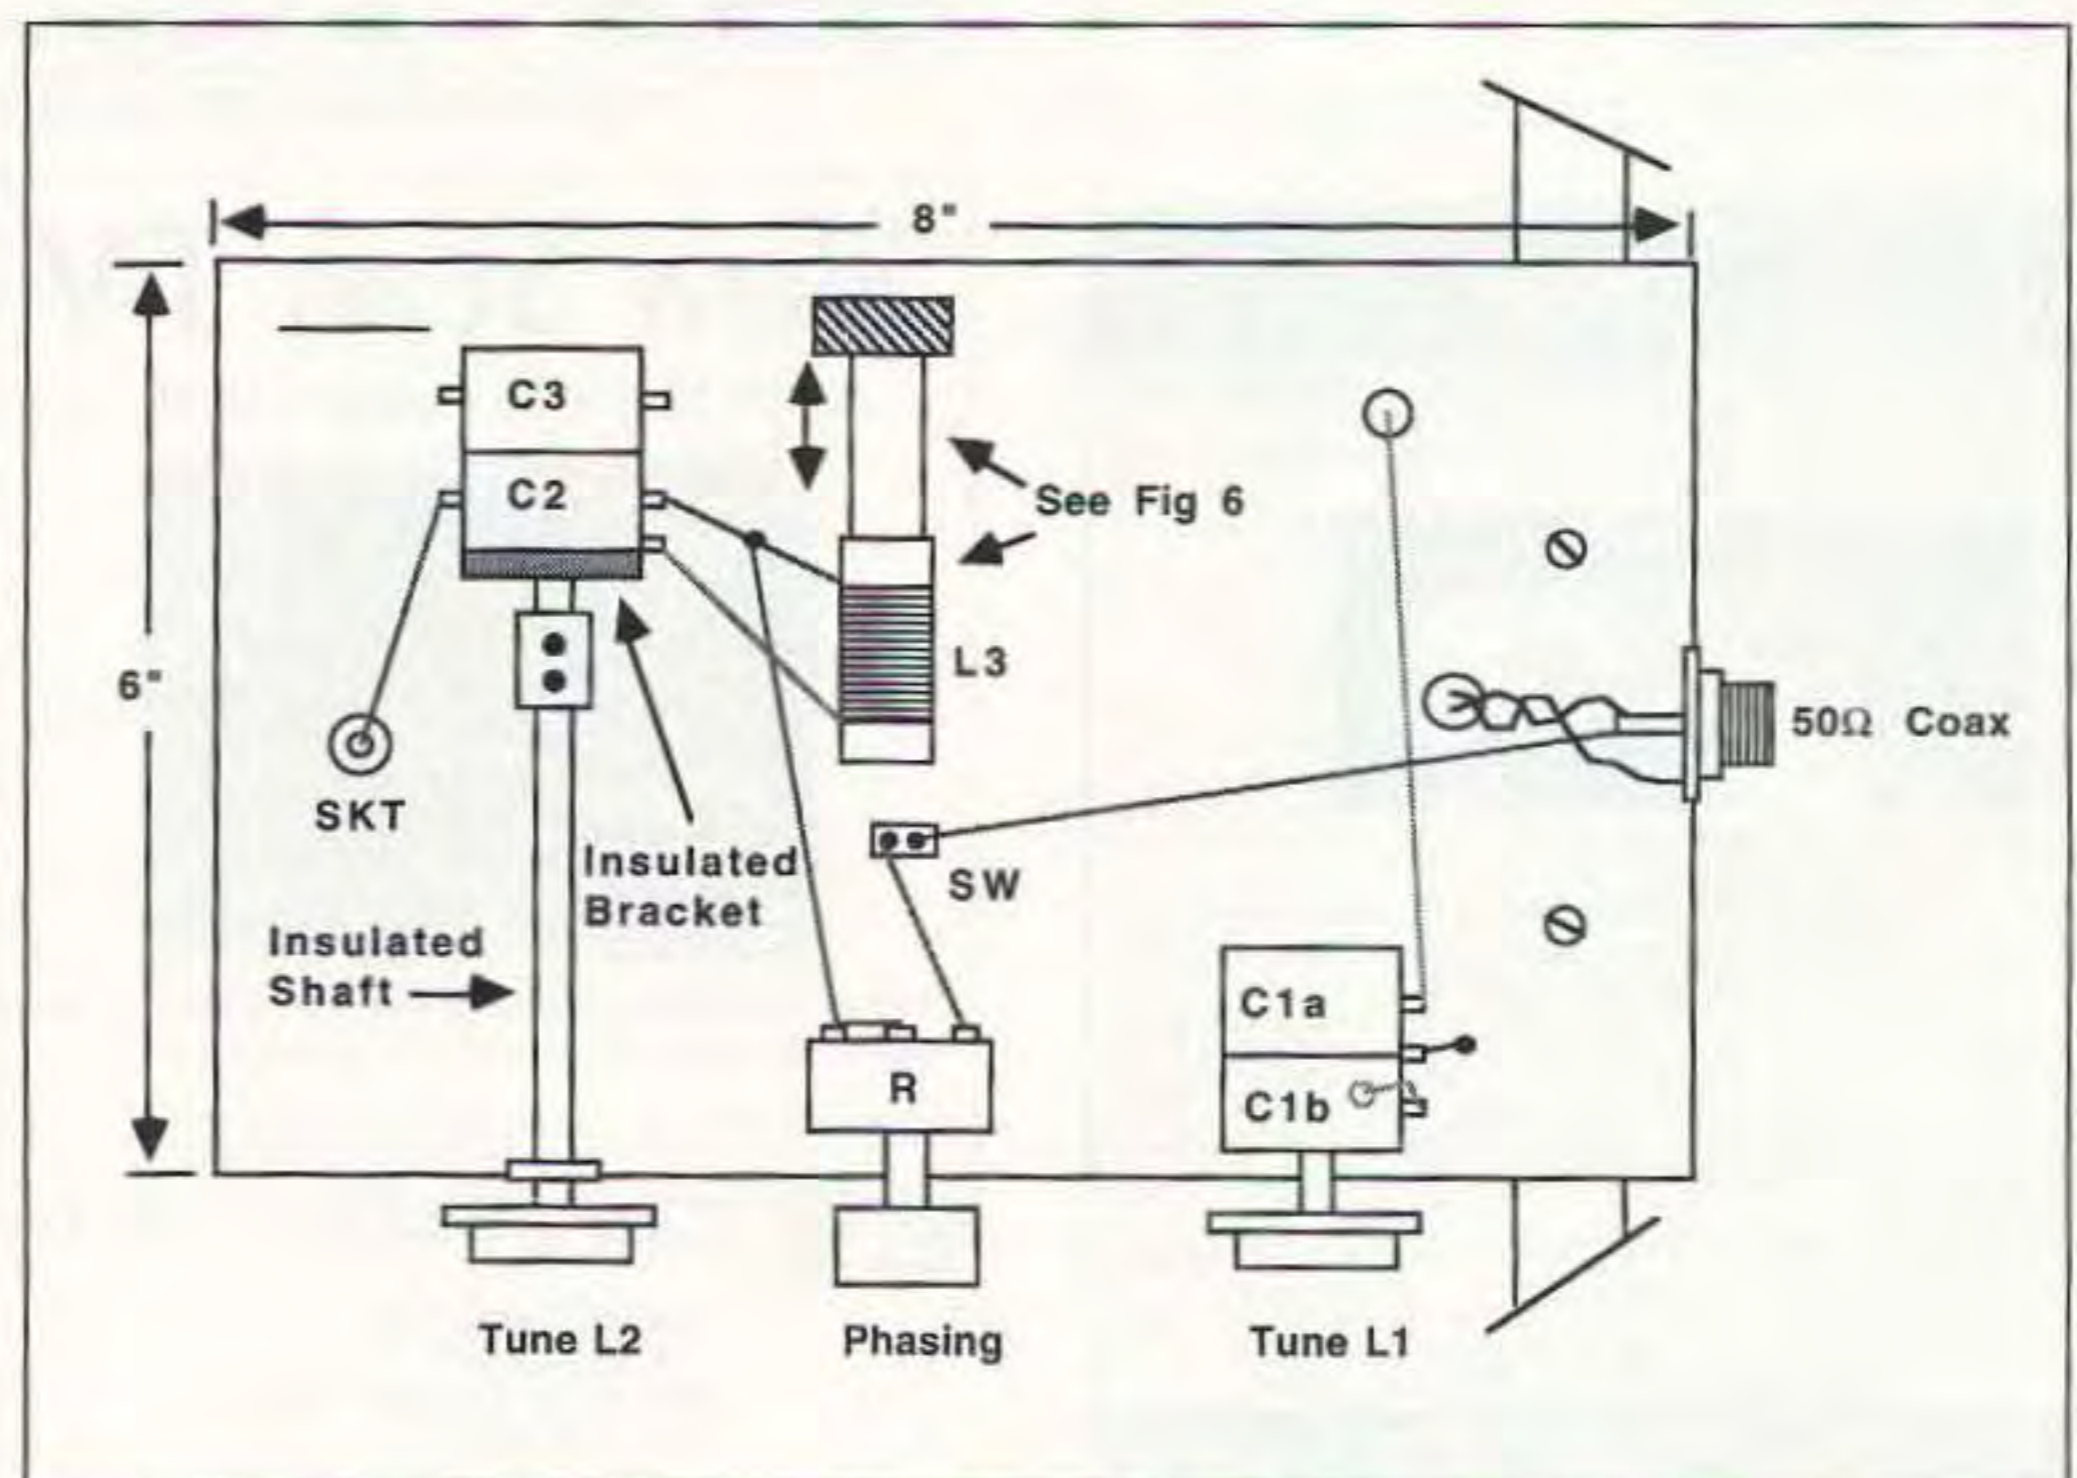 8"
C3
C2
See Fig 6
6"
L3
50Ω Coax
SKT
Insulated
Bracket
SW
Insulated
Shaft
C1a
R
C1b
Tune L2
Phasing
Tune L1